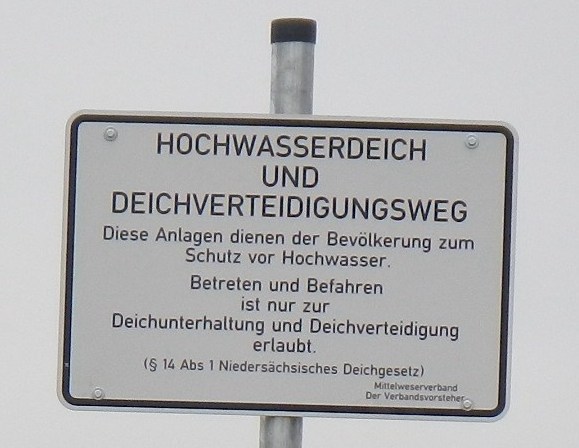 HOCHWASSERDEICH
UND
DEICHVERTEIDIGUNGSWEG
Diese Anlagen dienen der Bevölkerung zum
Schutz vor Hochwasser.
Betreten und Befahren
ist nur zur
Deichunterhaltung und Deichverteidigung
erlaubt.
(§ 14 Abs 1 Niedersächsisches Deichgesetz)
Mittelweserverband
Der Verbandsvorsteher